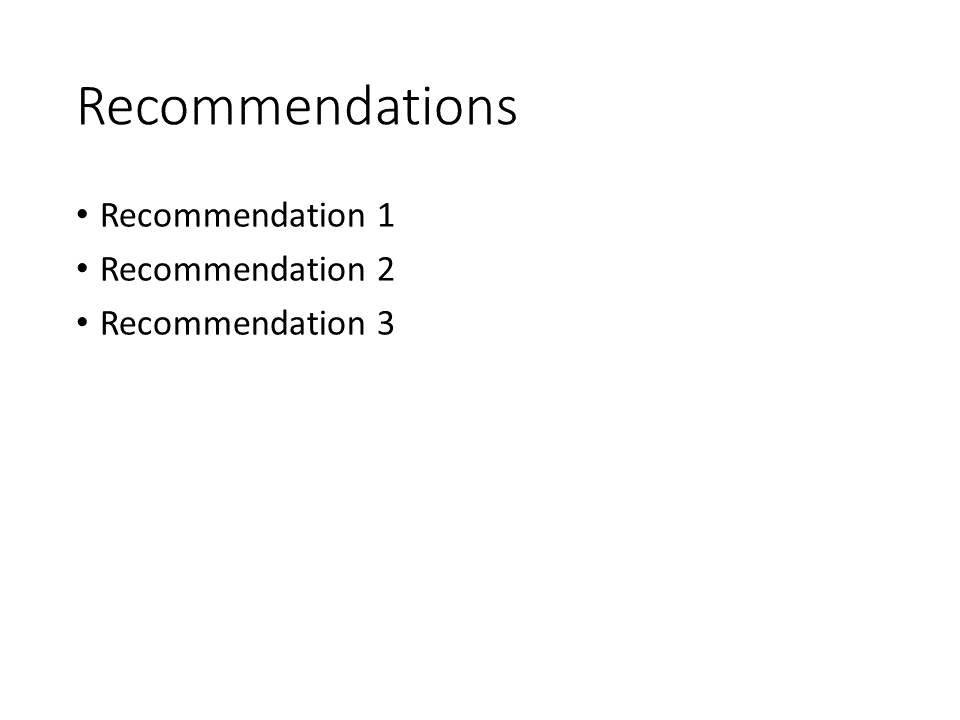 Recommendations
• Recommendation 1
• Recommendation 2
• Recommendation 3